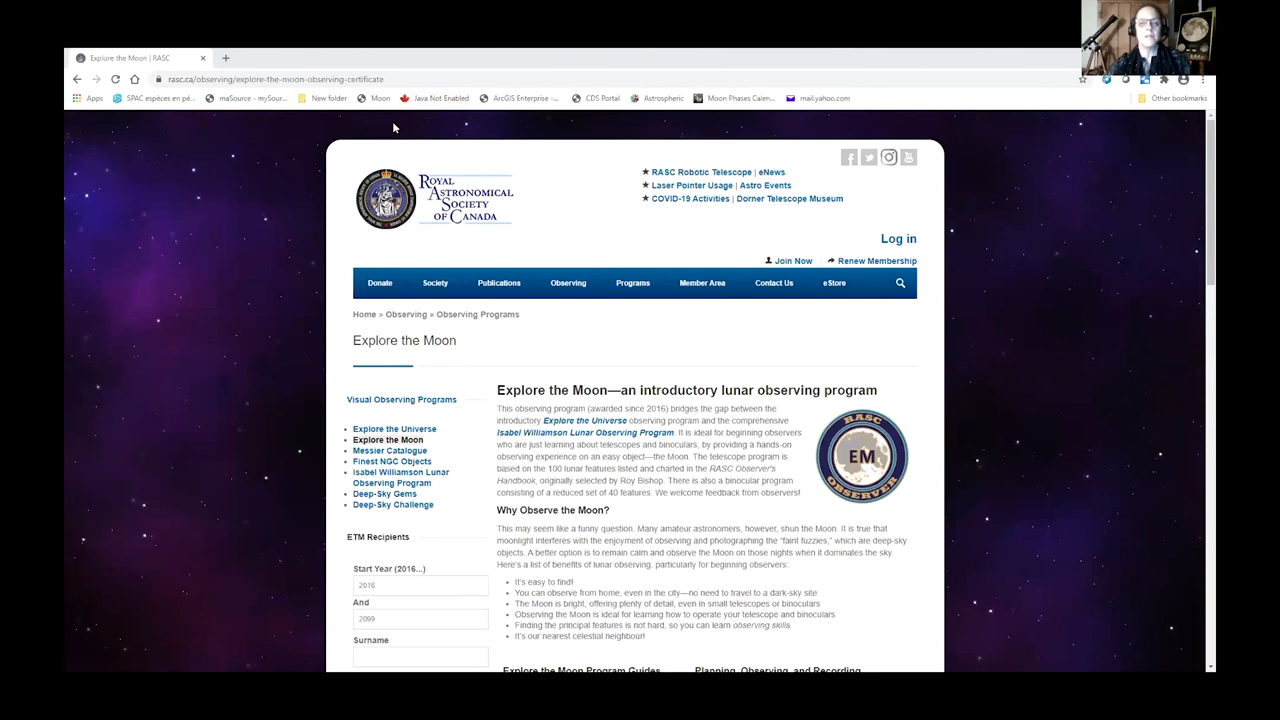 Explore the Moon | RASC
rasc.ca/observing/explore-the-moon-observing-certificate
Apps SPAC espèces en pé... maSource - mySour... New folder Moon Java Not Enabled ArcGIS Enterprise -... CDS Portal Astrospheric Moon Phases Calen... mail.yahoo.com Other bookmarks
ROYAL
ASTRONOMICAL
SOCIETY
OF CANADA
★ RASC Robotic Telescope | eNews
★ Laser Pointer Usage | Astro Events
★ COVID-19 Activities | Dorner Telescope Museum
Log in
Join Now Renew Membership
Donate Society Publications Observing Programs Member Area Contact Us eStore
Home » Observing » Observing Programs
Explore the Moon
Visual Observing Programs
• Explore the Universe
• Explore the Moon
• Messier Catalogue
• Finest NGC Objects
• Isabel Williamson Lunar
Observing Program
• Deep-Sky Gems
• Deep-Sky Challenge
ETM Recipients
Start Year (2016...)
2016
And
2099
Surname
Explore the Moon—an introductory lunar observing program
This observing program (awarded since 2016) bridges the gap between the
introductory Explore the Universe observing program and the comprehensive
Isabel Williamson Lunar Observing Program. It is ideal for beginning observers
who are just learning about telescopes and binoculars, by providing a hands-on
observing experience on an easy object—the Moon. The telescope program is
based on the 100 lunar features listed and charted in the RASC Observer's
Handbook, originally selected by Roy Bishop. There is also a binocular program
consisting of a reduced set of 40 features. We welcome feedback from observers!
RASC
EM
OBSERVER
Why Observe the Moon?
This may seem like a funny question. Many amateur astronomers, however, shun the Moon. It is true that
moonlight interferes with the enjoyment of observing and photographing the "faint fuzzies," which are deep-sky
objects. A better option is to remain calm and observe the Moon on those nights when it dominates the sky.
Here's a list of benefits of lunar observing, particularly for beginning observers:
• It's easy to find!
• You can observe from home, even in the city—no need to travel to a dark-sky site
• The Moon is bright, offering plenty of detail, even in small telescopes or binoculars
• Observing the Moon is ideal for learning how to operate your telescope and binoculars
• Finding the principal features is not hard, so you can learn observing skills
• It's our nearest celestial neighbour!
Explore the Moon Program Guides Planning, Observing, and Recording